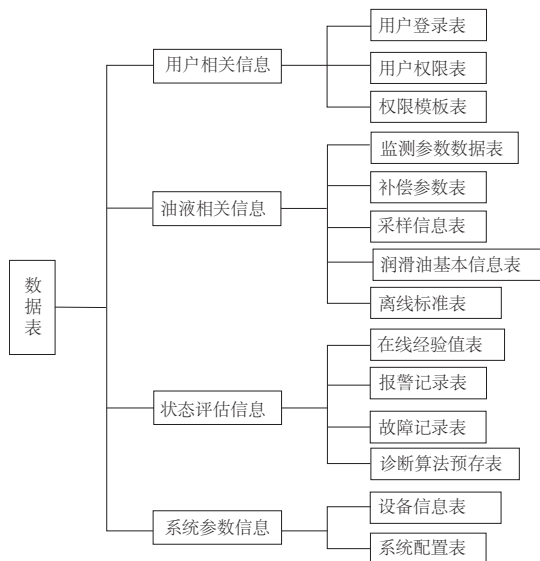 数据表
用户相关信息
用户登录表
用户权限表
权限模板表
油液相关信息
监测参数数据表
补偿参数表
采样信息表
润滑油基本信息表
离线标准表
状态评估信息
在线经验值表
报警记录表
故障记录表
诊断算法预存表
系统参数信息
设备信息表
系统配置表